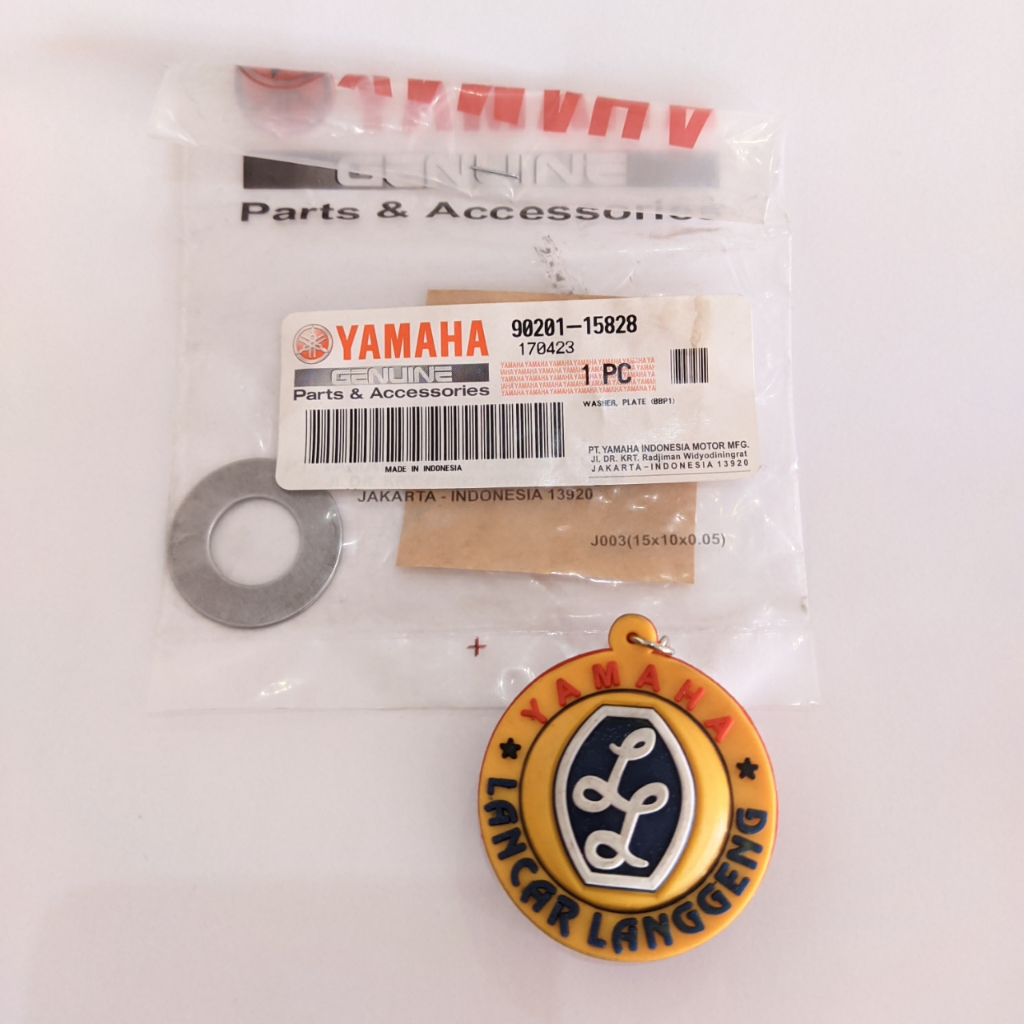 YAMAHA
GENUINE
Parts & Accessories
YAMAHA
GENUINE
Parts & Accessories
90201-15828
170423
1 PC
WASHER, PLATE (BBP1)
MADE IN INDONESIA
PT. YAMAHA INDONESIA MOTOR MFG.
Jl. DR. KRT. Radjiman Widyodiningrat
JAKARTA-INDONESIA 13920
JAKARTA - INDONESIA 13920
J003(15x10x0.05)
YAMAHA
LL
LANCAR LANGGENG